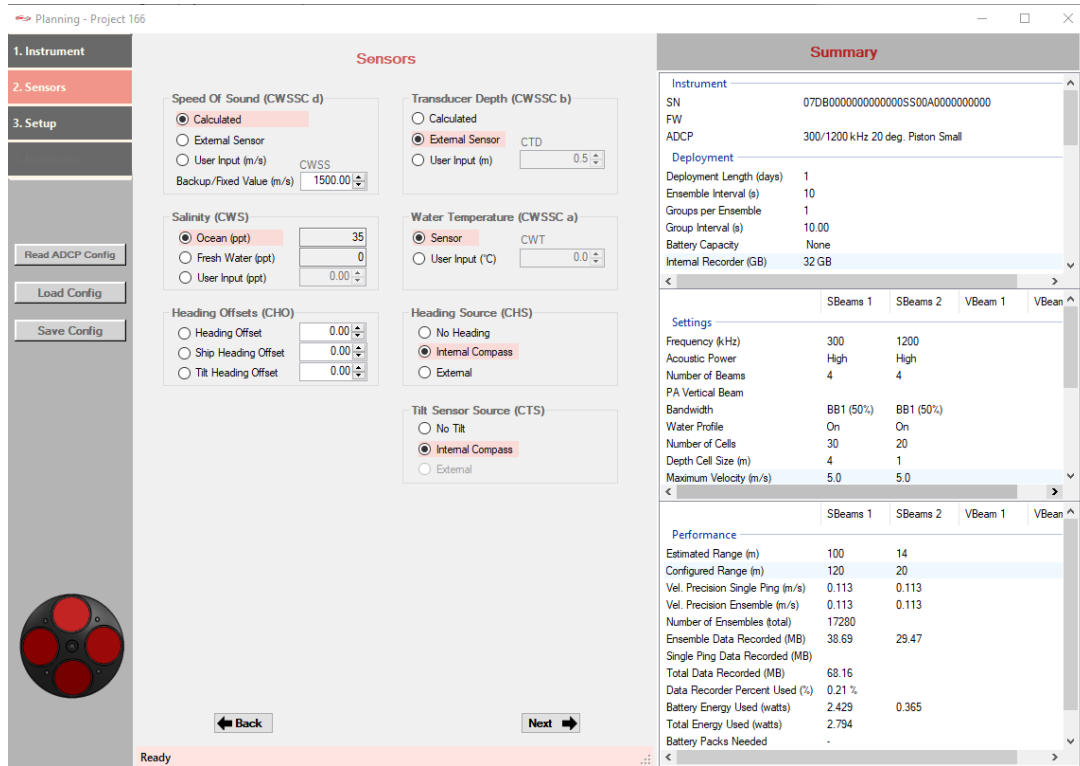 Planning - Project 166
1. Instrument
2. Sensors
3. Setup
Read ADCP Config
Load Config
Save Config
Sensors
Speed Of Sound (CWSSC d)
Calculated
External Sensor
User Input (m/s)
CWSS
Backup/Fixed Value (m/s) 1500.00
Transducer Depth (CWSSC b)
Calculated
External Sensor
CTD
User Input (m) 0.5
Salinity (CWS)
Ocean (ppt) 35
Fresh Water (ppt) 0
User Input (ppt) 0.00
Water Temperature (CWSSC a)
Sensor
CWT
User Input (°C) 0.0
Heading Offsets (CHO)
Heading Offset 0.00
Ship Heading Offset 0.00
Tilt Heading Offset 0.00
Heading Source (CHS)
No Heading
Internal Compass
External
Tilt Sensor Source (CTS)
No Tilt
Internal Compass
External
Back
Next
Ready
Summary
Instrument
SN 07DB0000000000000SS00A0000000000
FW
ADCP 300/1200 kHz 20 deg. Piston Small
Deployment
Deployment Length (days) 1
Ensemble Interval (s) 10
Groups per Ensemble 1
Group Interval (s) 10.00
Battery Capacity None
Internal Recorder (GB) 32 GB
SBeams 1 SBeams 2 VBeam 1 VBean
Settings
Frequency (kHz) 300 1200
Acoustic Power High High
Number of Beams 4 4
PA Vertical Beam
Bandwidth BB1 (50%) BB1 (50%)
Water Profile On On
Number of Cells 30 20
Depth Cell Size (m) 4 1
Maximum Velocity (m/s) 5.0 5.0
SBeams 1 SBeams 2 VBeam 1 VBean
Performance
Estimated Range (m) 100 14
Configured Range (m) 120 20
Vel. Precision Single Ping (m/s) 0.113 0.113
Vel. Precision Ensemble (m/s) 0.113 0.113
Number of Ensembles (total) 17280
Ensemble Data Recorded (MB) 38.69 29.47
Single Ping Data Recorded (MB)
Total Data Recorded (MB) 68.16
Data Recorder Percent Used (%) 0.21 %
Battery Energy Used (watts) 2.429 0.365
Total Energy Used (watts) 2.794
Battery Packs Needed -